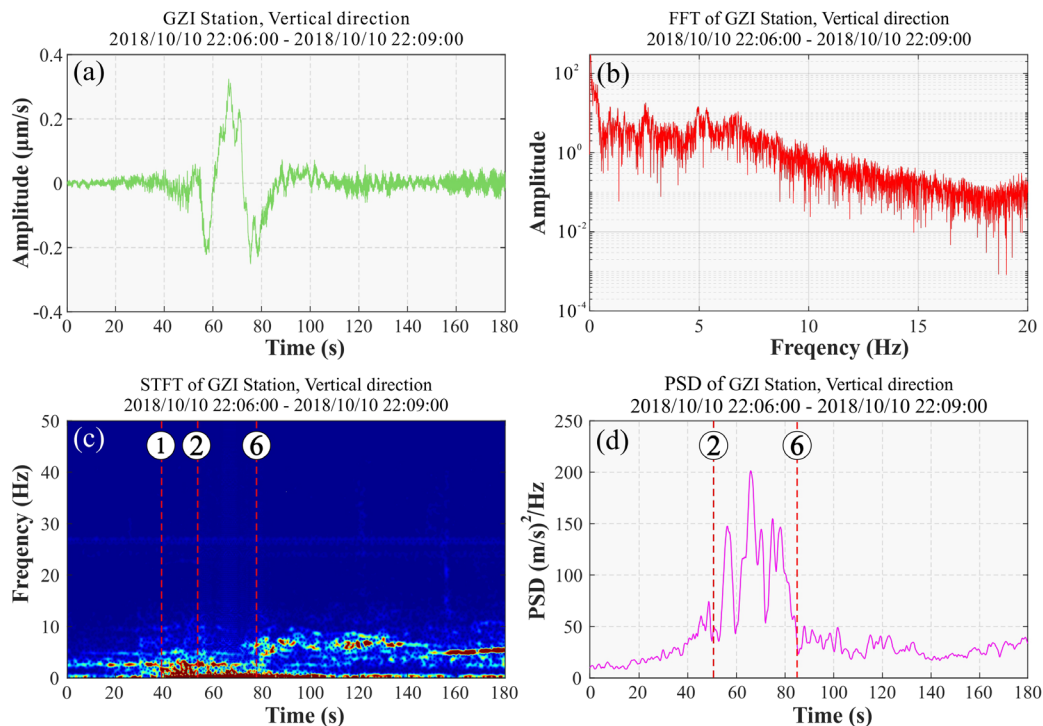 GZI Station, Vertical direction
2018/10/10 22:06:00 - 2018/10/10 22:09:00
(a)
Amplitude (μm/s)
0.4
0.2
0
-0.2
-0.4
0 20 40 60 80 100 120 140 160 180
Time (s)
FFT of GZI Station, Vertical direction
2018/10/10 22:06:00 - 2018/10/10 22:09:00
(b)
Amplitude
10^2
10^0
10^-2
10^-4
0 5 10 15 20
Freqency (Hz)
STFT of GZI Station, Vertical direction
2018/10/10 22:06:00 - 2018/10/10 22:09:00
(c)
① ② ⑥
Freqency (Hz)
50
40
30
20
10
0
0 20 40 60 80 100 120 140 160 180
Time (s)
PSD of GZI Station, Vertical direction
2018/10/10 22:06:00 - 2018/10/10 22:09:00
(d)
② ⑥
PSD (m/s)²/Hz
250
200
150
100
50
0
0 20 40 60 80 100 120 140 160 180
Time (s)